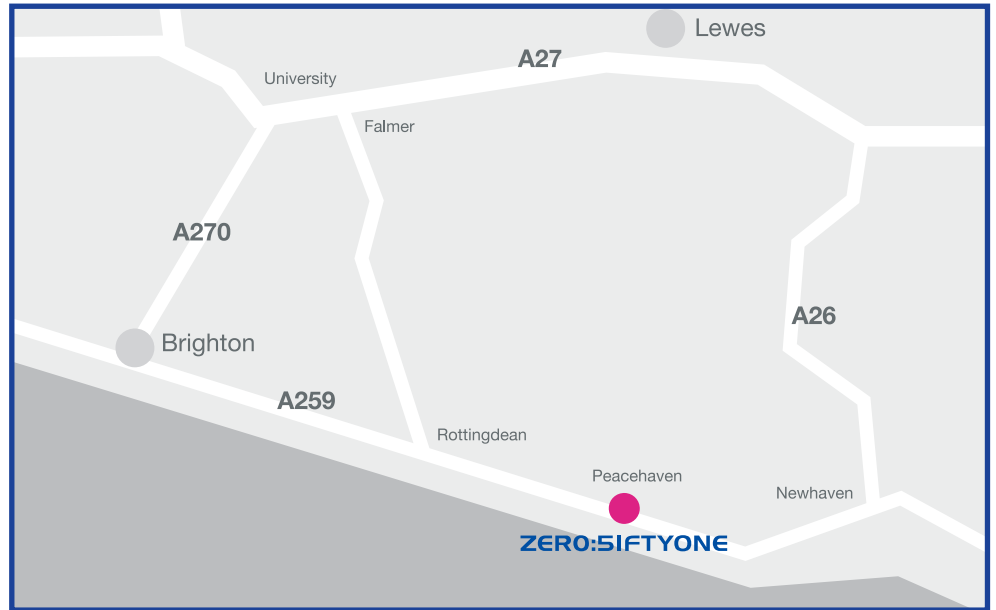 Lewes
A27
University
Falmer
A270
A26
Brighton
A259
Rottingdean
Peacehaven
Newhaven
ZERO:5IFTYONE